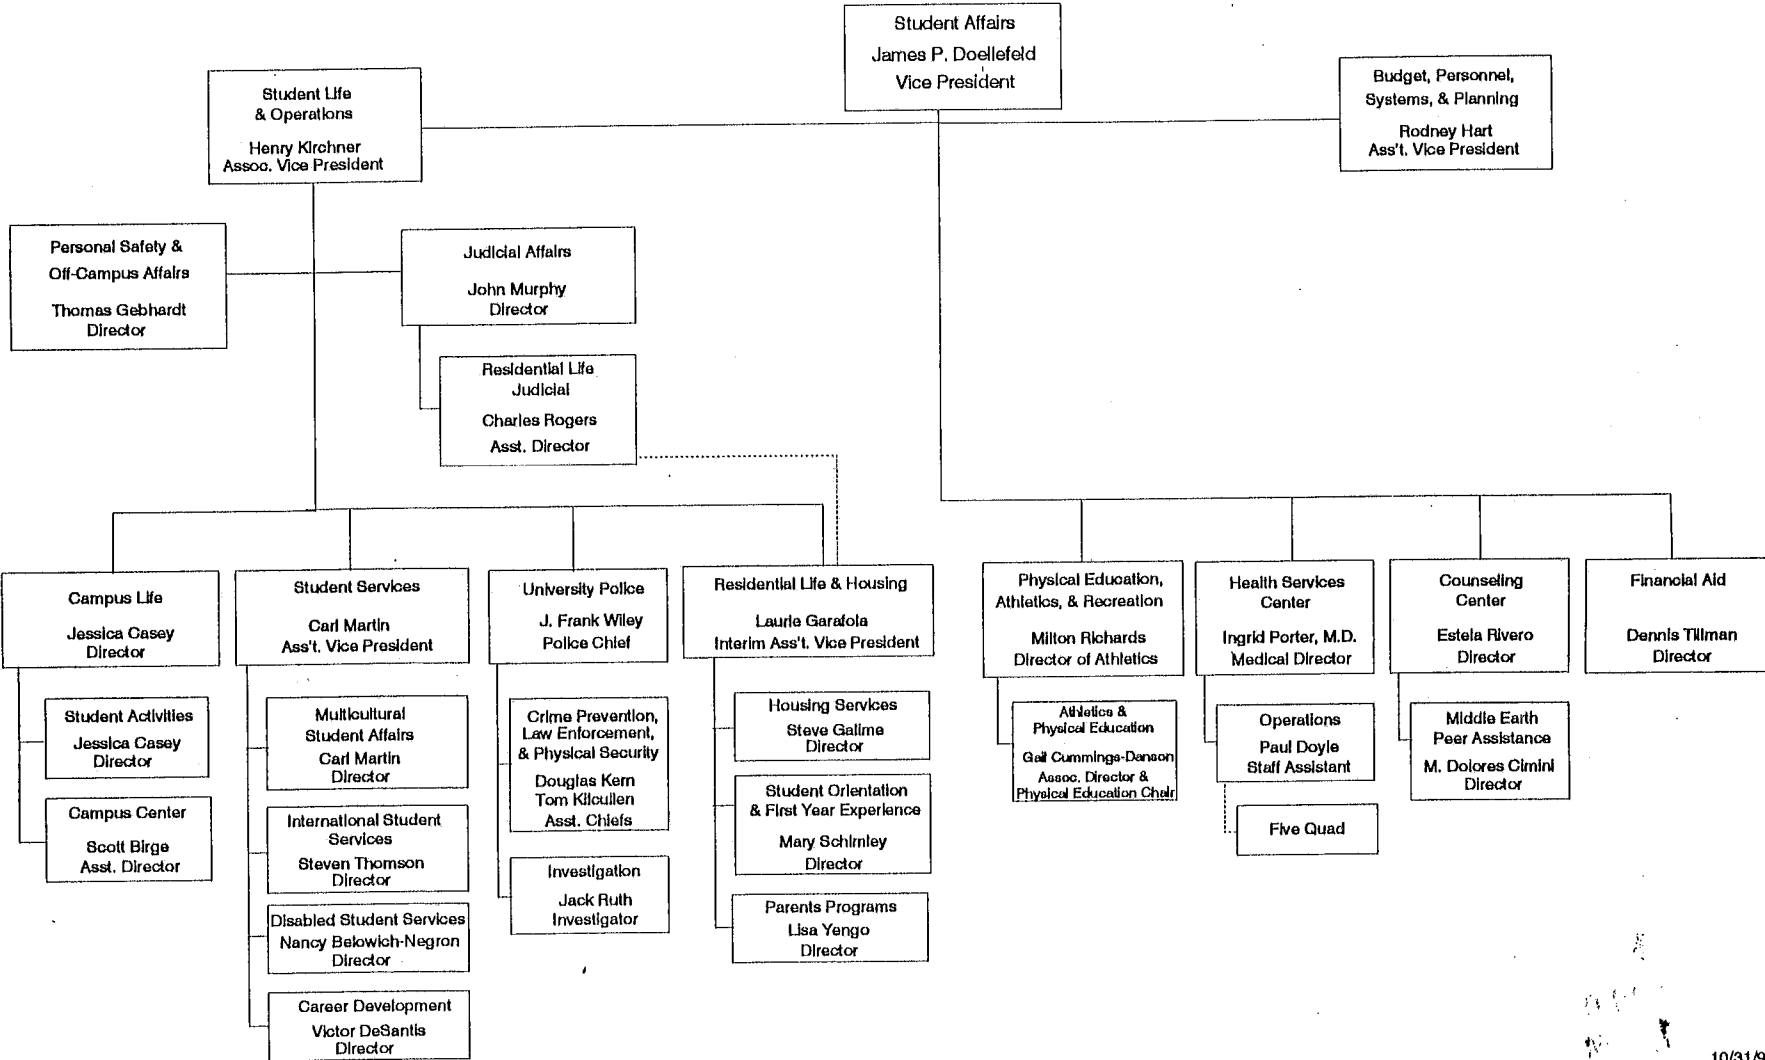 Student Affairs
James P. Doellefeld
Vice President
Student Life
& Operations
Henry Kirchner
Assoc. Vice President
Budget, Personnel,
Systems, & Planning
Rodney Hart
Ass't. Vice President
Personal Safety &
Off-Campus Affairs
Thomas Gebhardt
Director
Judicial Affairs
John Murphy
Director
Residential Life
Judicial
Charles Rogers
Asst. Director
Campus Life
Jessica Casey
Director
Student Activities
Jessica Casey
Director
Campus Center
Scott Birge
Asst. Director
Student Services
Carl Martin
Ass't. Vice President
Multicultural
Student Affairs
Carl Martin
Director
International Student
Services
Steven Thomson
Director
Disabled Student Services
Nancy Belowich-Negron
Director
Career Development
Victor DeSantis
Director
University Police
J. Frank Wiley
Police Chief
Crime Prevention,
Law Enforcement,
& Physical Security
Douglas Kern
Tom Kilcullen
Asst. Chiefs
Investigation
Jack Ruth
Investigator
Residential Life & Housing
Laurie Garafola
Interim Ass't. Vice President
Housing Services
Steve Galime
Director
Student Orientation
& First Year Experience
Mary Schimley
Director
Parents Programs
Lisa Yengo
Director
Physical Education,
Athletics, & Recreation
Milton Richards
Director of Athletics
Athletics &
Physical Education
Gail Cummings-Danson
Assoc. Director &
Physical Education Chair
Health Services
Center
Ingrid Porter, M.D.
Medical Director
Operations
Paul Doyle
Staff Assistant
Five Quad
Counseling
Center
Estela Rivero
Director
Middle Earth
Peer Assistance
M. Dolores Cimini
Director
Financial Aid
Dennis Tillman
Director
10/31/9